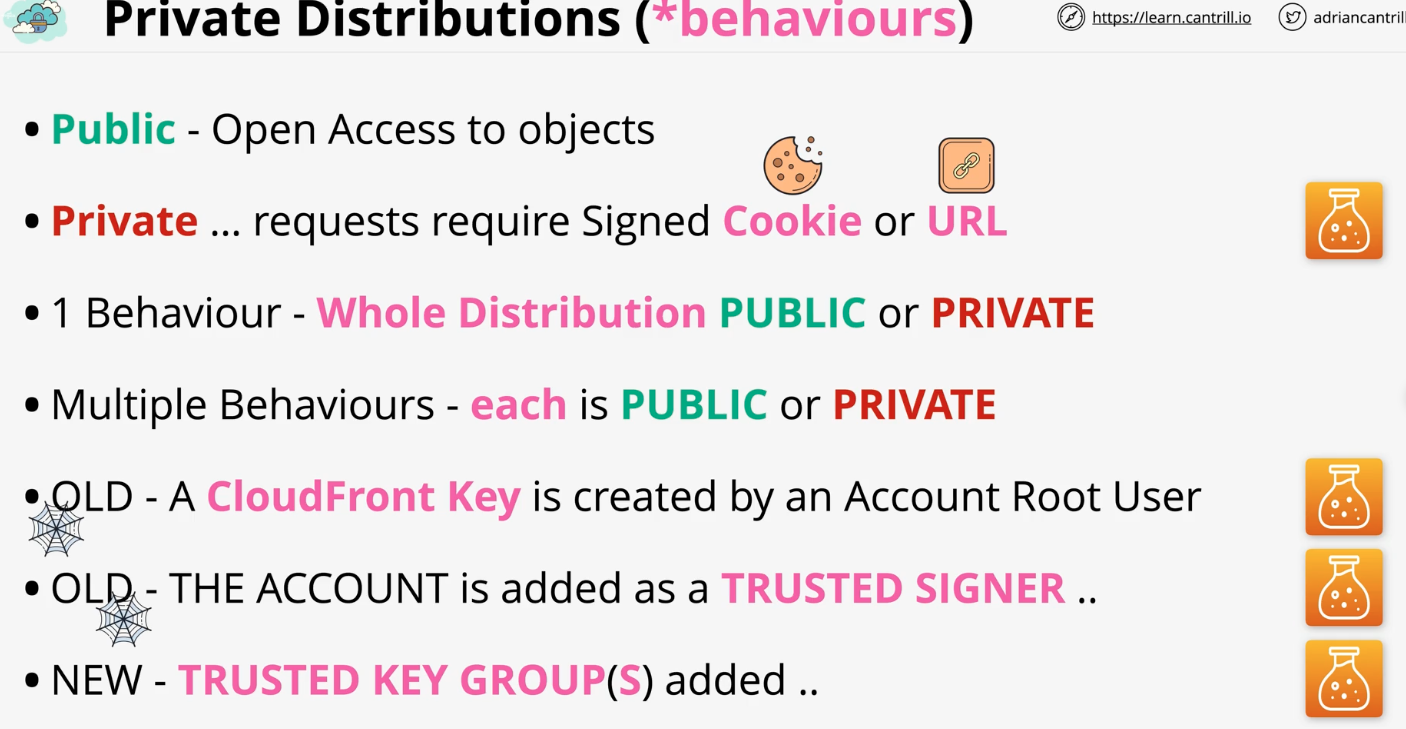 Private Distributions (*behaviours)
https://learn.cantrill.io
adriancantril
• Public - Open Access to objects
• Private ... requests require Signed Cookie or URL
• 1 Behaviour - Whole Distribution PUBLIC or PRIVATE
• Multiple Behaviours - each is PUBLIC or PRIVATE
• OLD - A CloudFront Key is created by an Account Root User
• OLD - THE ACCOUNT is added as a TRUSTED SIGNER ..
• NEW - TRUSTED KEY GROUP(S) added ..